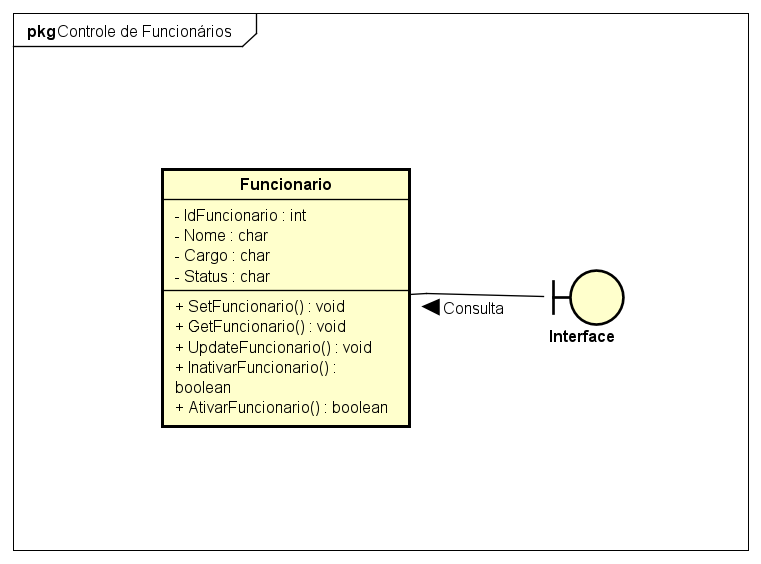 pkg Controle de Funcionários
Funcionario
- IdFuncionario : int
- Nome : char
- Cargo : char
- Status : char
+ SetFuncionario() : void
+ GetFuncionario() : void
+ UpdateFuncionario() : void
+ InativarFuncionario() :
boolean
+ AtivarFuncionario() : boolean
Consulta
Interface